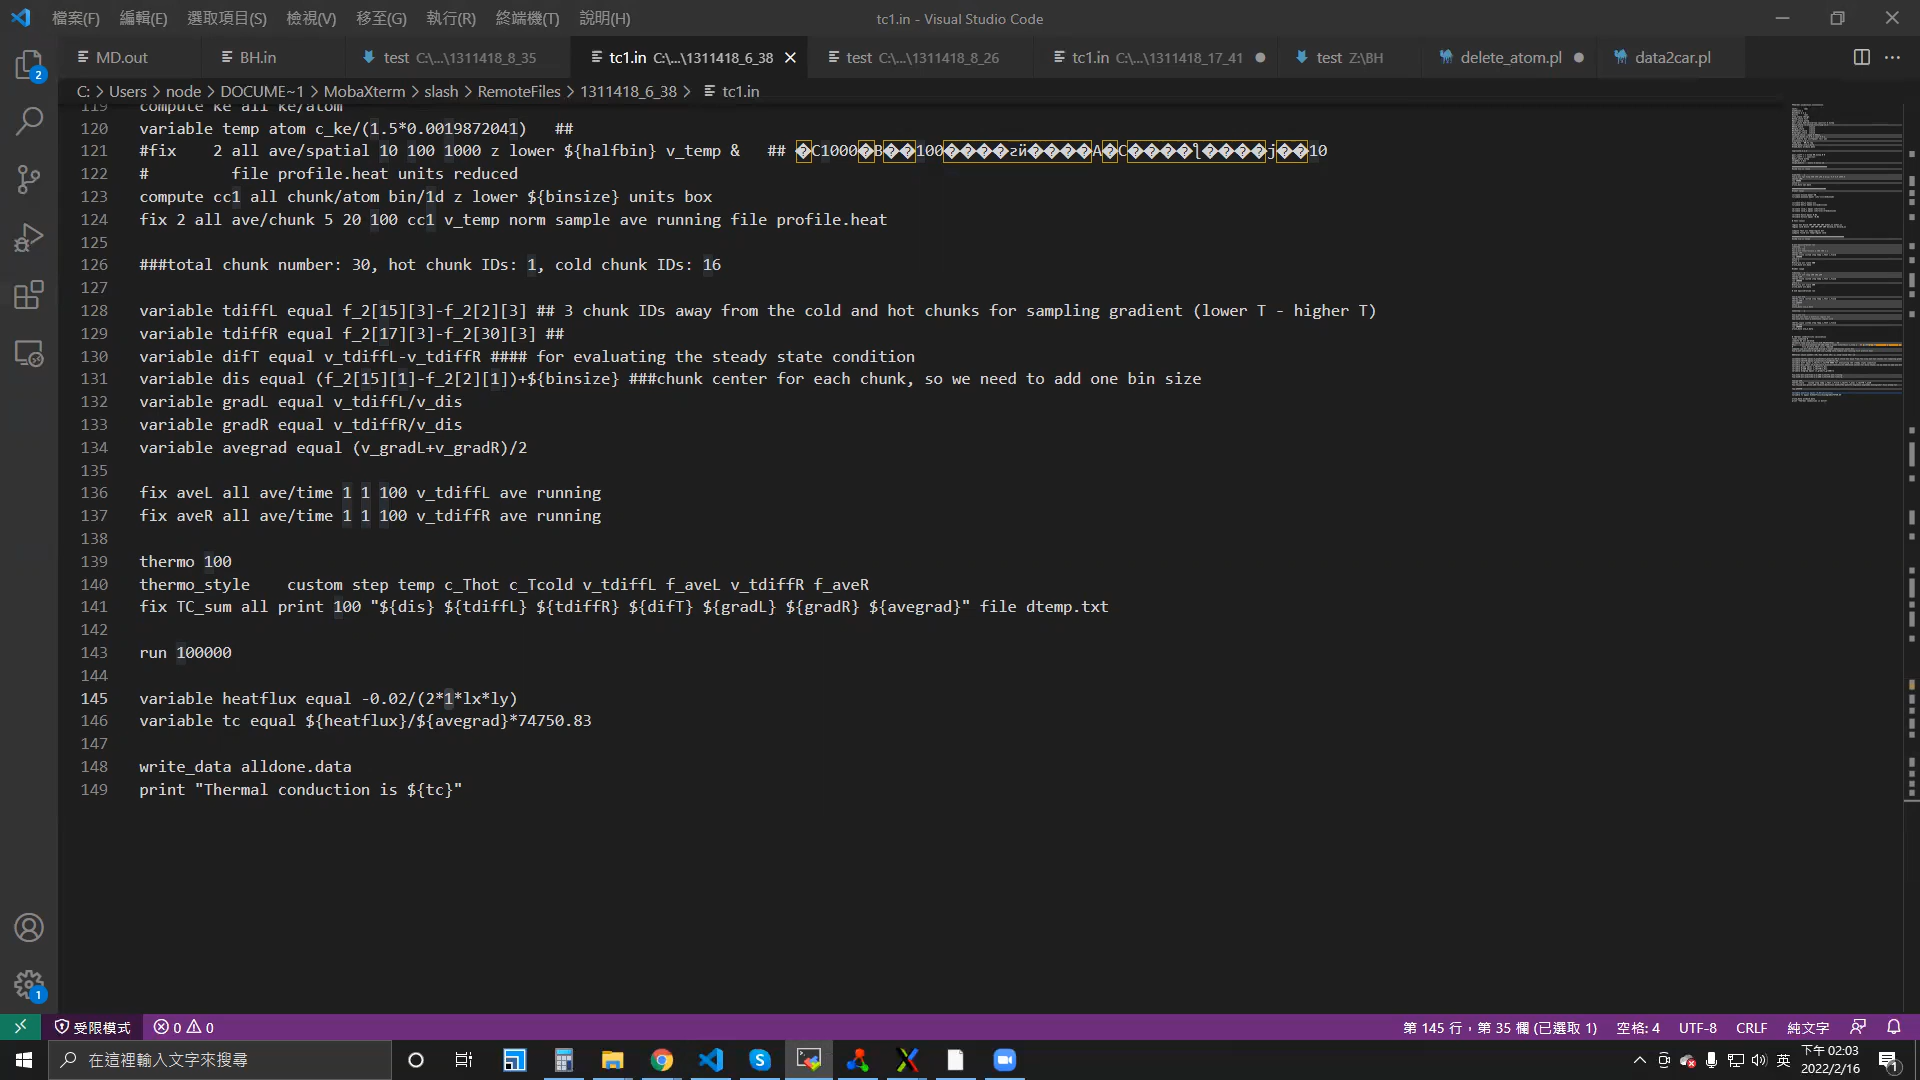 檔案(F) 編輯(E) 選取項目(S) 檢視(V) 移至(G) 執行(R) 終端機(T) 說明(H) tc1.in - Visual Studio Code
MD.out BH.in test C:\...\1311418_8_35 tc1.in C:\...\1311418_6_38 test C:\...\1311418_8_26 tc1.in C:\...\1311418_17_41 test Z:\BH delete_atom.pl data2car.pl
C: > Users > node > DOCUME~1 > MobaXterm > slash > RemoteFiles > 1311418_6_38 > tc1.in
119 compute ke all ke/atom
120 variable temp atom c_ke/(1.5*0.0019872041) ##
121 #fix 2 all ave/spatial 10 100 1000 z lower ${halfbin} v_temp & ## �C1000�B��100����ƨӥ����A�C����ƪ����j��10
122 # file profile.heat units reduced
123 compute cc1 all chunk/atom bin/1d z lower ${binsize} units box
124 fix 2 all ave/chunk 5 20 100 cc1 v_temp norm sample ave running file profile.heat
125
126 ###total chunk number: 30, hot chunk IDs: 1, cold chunk IDs: 16
127
128 variable tdiffL equal f_2[15][3]-f_2[2][3] ## 3 chunk IDs away from the cold and hot chunks for sampling gradient (lower T - higher T)
129 variable tdiffR equal f_2[17][3]-f_2[30][3] ##
130 variable difT equal v_tdiffL-v_tdiffR #### for evaluating the steady state condition
131 variable dis equal (f_2[15][1]-f_2[2][1])+${binsize} ###chunk center for each chunk, so we need to add one bin size
132 variable gradL equal v_tdiffL/v_dis
133 variable gradR equal v_tdiffR/v_dis
134 variable avegrad equal (v_gradL+v_gradR)/2
135
136 fix aveL all ave/time 1 1 100 v_tdiffL ave running
137 fix aveR all ave/time 1 1 100 v_tdiffR ave running
138
139 thermo 100
140 thermo_style custom step temp c_Thot c_Tcold v_tdiffL f_aveL v_tdiffR f_aveR
141 fix TC_sum all print 100 "${dis} ${tdiffL} ${tdiffR} ${difT} ${gradL} ${gradR} ${avegrad}" file dtemp.txt
142
143 run 100000
144
145 variable heatflux equal -0.02/(2*1*lx*ly)
146 variable tc equal ${heatflux}/${avegrad}*74750.83
147
148 write_data alldone.data
149 print "Thermal conduction is ${tc}"
2
1
受限模式 0 0 第 145 行，第 35 欄 (已選取 1) 空格: 4 UTF-8 CRLF 純文字
在這裡輸入文字來搜尋 英 下午 02:03
2022/2/16 1